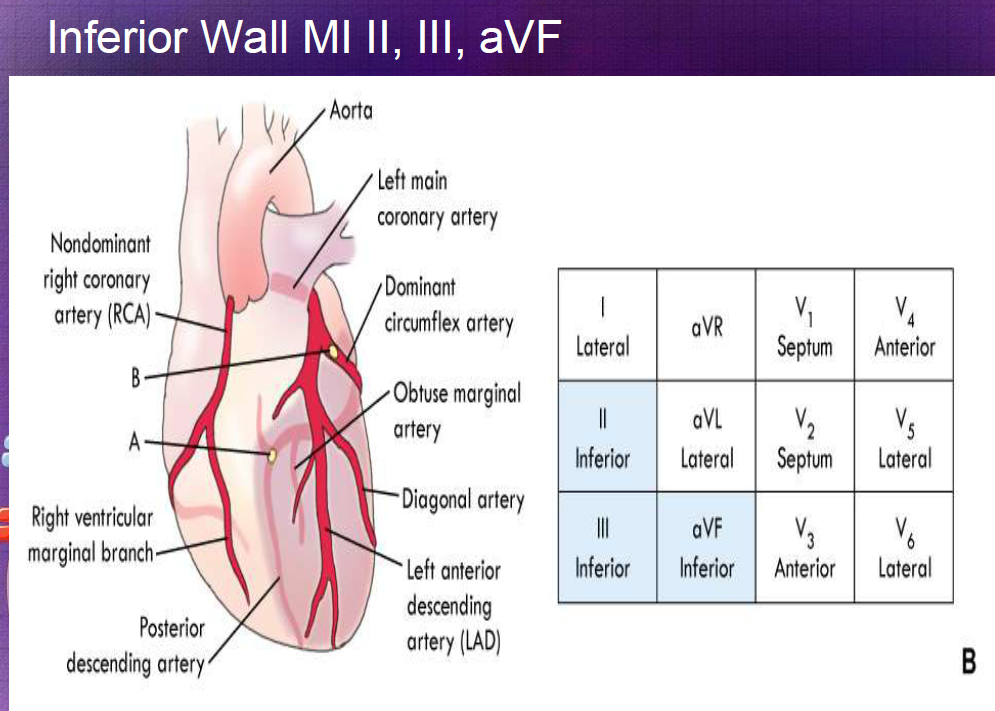 Inferior Wall MI II, III, aVF
Aorta
Left main
coronary artery
Nondominant
right coronary
artery (RCA)
Dominant
circumflex artery
B
Obtuse marginal
artery
A
Diagonal artery
Right ventricular
marginal branch
Left anterior
descending
artery (LAD)
Posterior
descending artery
I
Lateral
aVR
V₁
Septum
V₄
Anterior
II
Inferior
aVL
Lateral
V₂
Septum
V₅
Lateral
III
Inferior
aVF
Inferior
V₃
Anterior
V₆
Lateral
B